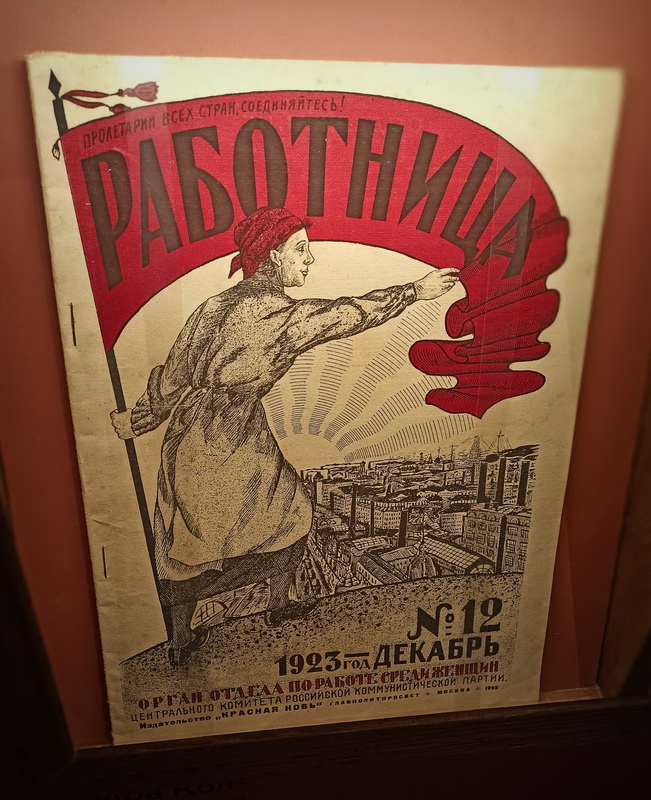 ПРОЛЕТАРИИ ВСЕХ СТРАН, СОЕДИНЯЙТЕСЬ!
РАБОТНИЦА
№12
1923 ГОД — ДЕКАБРЬ
ОРГАН ОТДЕЛА ПО РАБОТЕ СРЕДИ ЖЕНЩИН
ЦЕНТРАЛЬНОГО КОМИТЕТА РОССИЙСКОЙ КОММУНИСТИЧЕСКОЙ ПАРТИИ.
Издательство „КРАСНАЯ НОВЬ“ ГЛАВПОЛИТПРОСВЕТ МОСКВА 1923